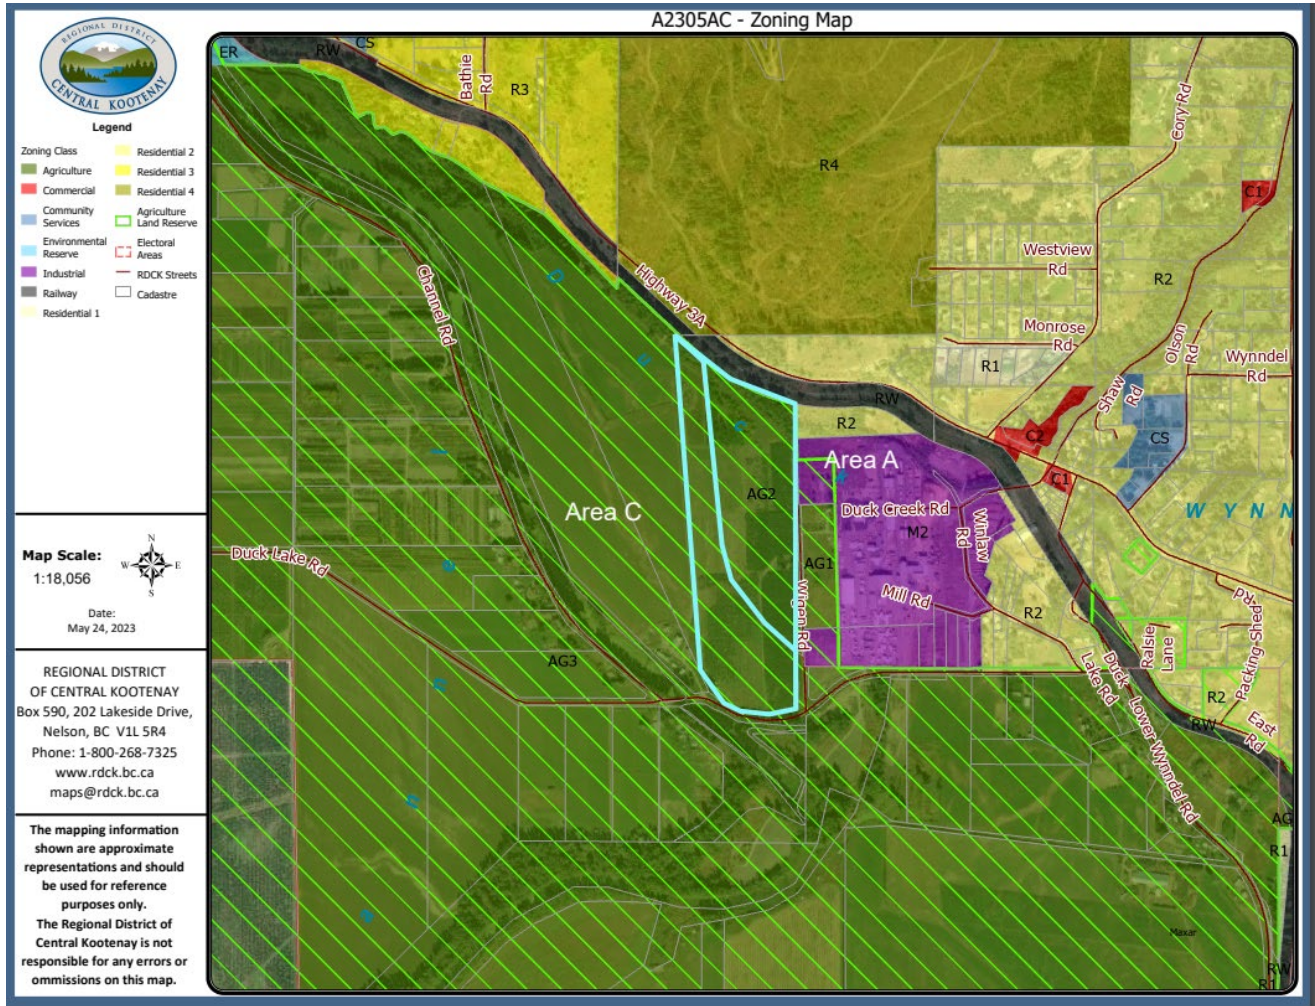 A2305AC - Zoning Map
REGIONAL DISTRICT
CENTRAL KOOTENAY
Legend
Zoning Class
Agriculture
Commercial
Community
Services
Environmental
Reserve
Industrial
Railway
Residential 1
Residential 2
Residential 3
Residential 4
Agriculture
Land Reserve
Electoral
Areas
RDCK Streets
Cadastre
Map Scale:
1:18,056
N
W
E
S
Date:
May 24, 2023
REGIONAL DISTRICT
OF CENTRAL KOOTENAY
Box 590, 202 Lakeside Drive,
Nelson, BC V1L 5R4
Phone: 1-800-268-7325
www.rdck.bc.ca
maps@rdck.bc.ca
The mapping information
shown are approximate
representations and should
be used for reference
purposes only.
The Regional District of
Central Kootenay is not
responsible for any errors or
ommissions on this map.
ER
RW
CS
Bathie
Rd
R3
R4
Cory Rd
C1
Westview
Rd
R2
Highway 3A
Channel Rd
Monrose
Rd
Olson
Rd
Wynndel
Rd
R1
Shaw
Rd
RW
R2
C2
CS
Area A
C1
AG2
Area C
Duck Creek Rd
M2
Winlaw
Rd
W Y N N
Duck Lake Rd
AG1
Mill Rd
Wigen Rd
R2
Packing Shed
Rd
Ralsie
Lane
AG3
Duck
Lake Rd
R2
Lower Wynndel Rd
RW
East
Rd
D
u
c
l
e
n
n
a
AG
R1
Maxar
RW
R1